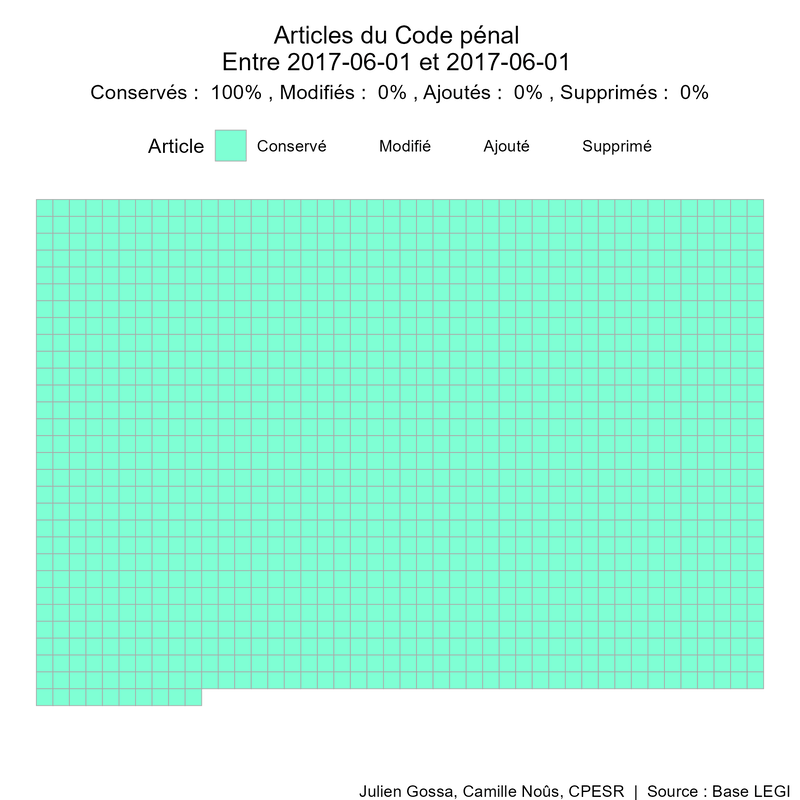 Articles du Code pénal
Entre 2017-06-01 et 2017-06-01
Conservés : 100% , Modifiés : 0% , Ajoutés : 0% , Supprimés : 0%
Article Conservé Modifié Ajouté Supprimé
Julien Gossa, Camille Noûs, CPESR | Source : Base LEGI